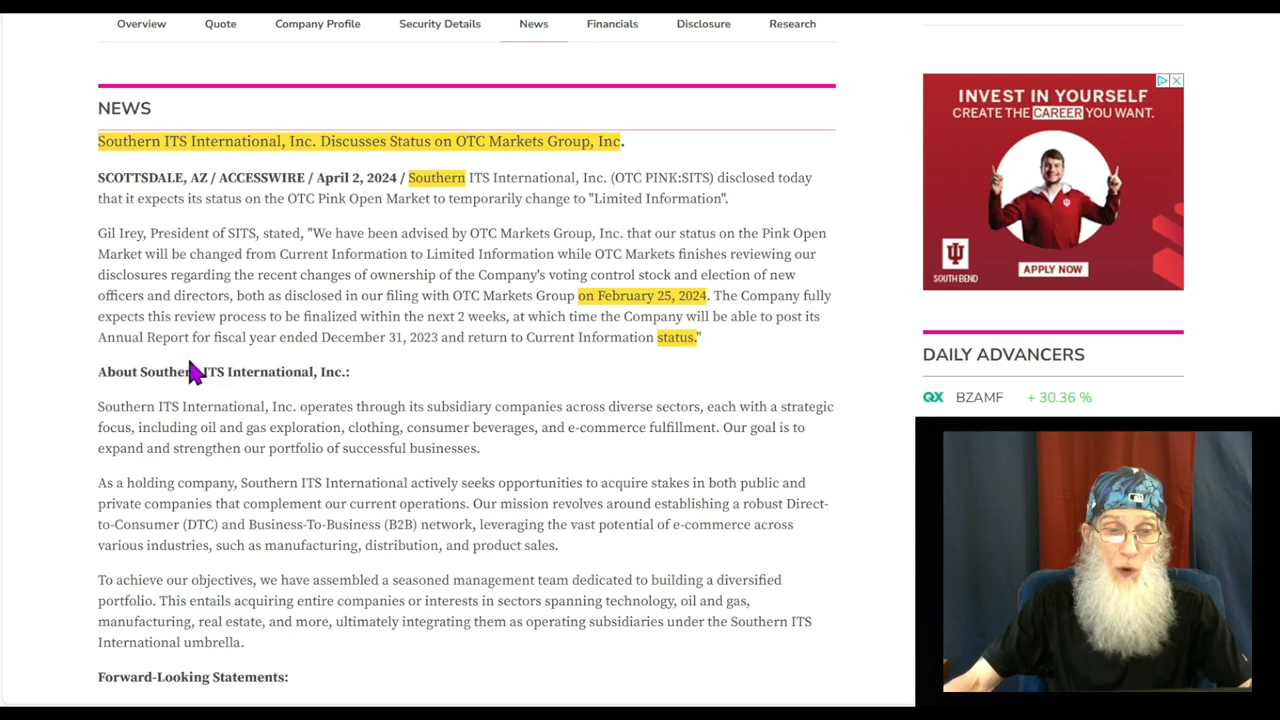 Overview Quote Company Profile Security Details News Financials Disclosure Research
NEWS
Southern ITS International, Inc. Discusses Status on OTC Markets Group, Inc.
SCOTTSDALE, AZ / ACCESSWIRE / April 2, 2024 / Southern ITS International, Inc. (OTC PINK:SITS) disclosed today
that it expects its status on the OTC Pink Open Market to temporarily change to "Limited Information".
Gil Irey, President of SITS, stated, "We have been advised by OTC Markets Group, Inc. that our status on the Pink Open
Market will be changed from Current Information to Limited Information while OTC Markets finishes reviewing our
disclosures regarding the recent changes of ownership of the Company's voting control stock and election of new
officers and directors, both as disclosed in our filing with OTC Markets Group on February 25, 2024. The Company fully
expects this review process to be finalized within the next 2 weeks, at which time the Company will be able to post its
Annual Report for fiscal year ended December 31, 2023 and return to Current Information status."
About Southern ITS International, Inc.:
Southern ITS International, Inc. operates through its subsidiary companies across diverse sectors, each with a strategic
focus, including oil and gas exploration, clothing, consumer beverages, and e-commerce fulfillment. Our goal is to
expand and strengthen our portfolio of successful businesses.
As a holding company, Southern ITS International actively seeks opportunities to acquire stakes in both public and
private companies that complement our current operations. Our mission revolves around establishing a robust Direct-
to-Consumer (DTC) and Business-To-Business (B2B) network, leveraging the vast potential of e-commerce across
various industries, such as manufacturing, distribution, and product sales.
To achieve our objectives, we have assembled a seasoned management team dedicated to building a diversified
portfolio. This entails acquiring entire companies or interests in sectors spanning technology, oil and gas,
manufacturing, real estate, and more, ultimately integrating them as operating subsidiaries under the Southern ITS
International umbrella.
Forward-Looking Statements:
INVEST IN YOURSELF
CREATE THE CAREER YOU WANT.
SOUTH BEND
APPLY NOW
DAILY ADVANCERS
QX BZAMF + 30.36 %